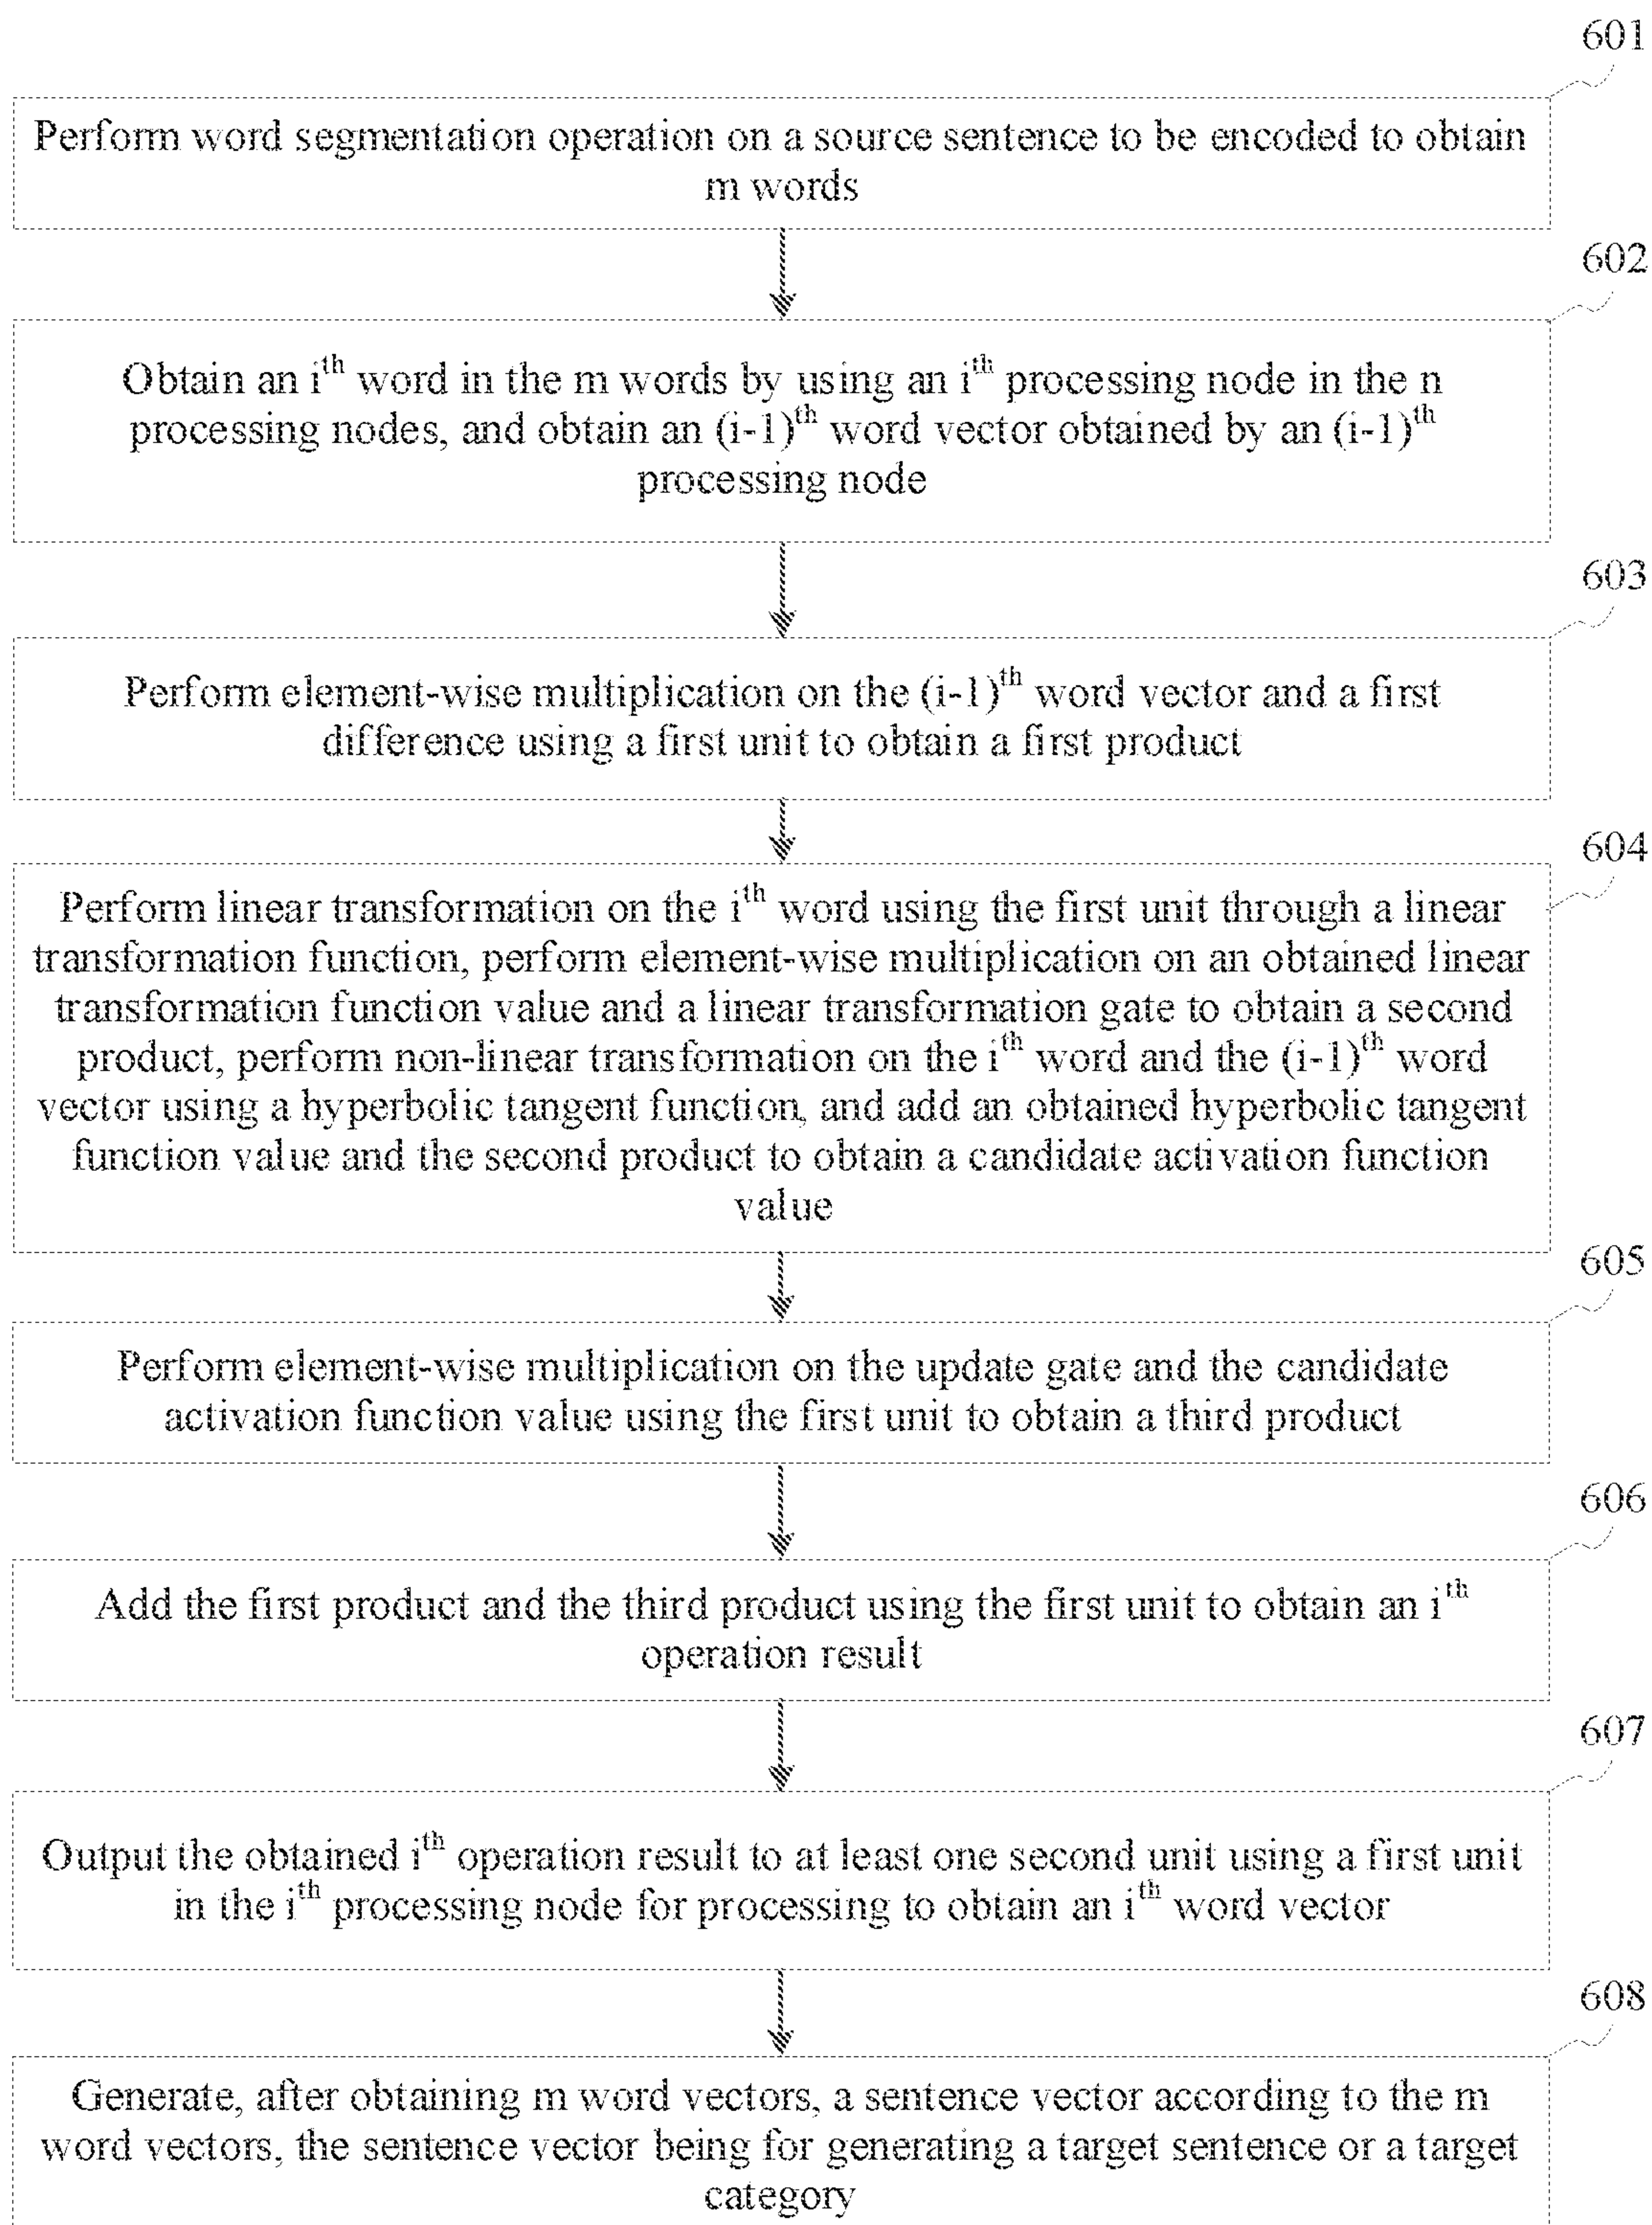 601
Perform word segmentation operation on a source sentence to be encoded to obtain
m words
602
Obtain an i^th word in the m words by using an i^th processing node in the n
processing nodes, and obtain an (i-1)^th word vector obtained by an (i-1)^th
processing node
603
Perform element-wise multiplication on the (i-1)^th word vector and a first
difference using a first unit to obtain a first product
604
Perform linear transformation on the i^th word using the first unit through a linear
transformation function, perform element-wise multiplication on an obtained linear
transformation function value and a linear transformation gate to obtain a second
product, perform non-linear transformation on the i^th word and the (i-1)^th word
vector using a hyperbolic tangent function, and add an obtained hyperbolic tangent
function value and the second product to obtain a candidate activation function
value
605
Perform element-wise multiplication on the update gate and the candidate
activation function value using the first unit to obtain a third product
606
Add the first product and the third product using the first unit to obtain an i^th
operation result
607
Output the obtained i^th operation result to at least one second unit using a first unit
in the i^th processing node for processing to obtain an i^th word vector
608
Generate, after obtaining m word vectors, a sentence vector according to the m
word vectors, the sentence vector being for generating a target sentence or a target
category